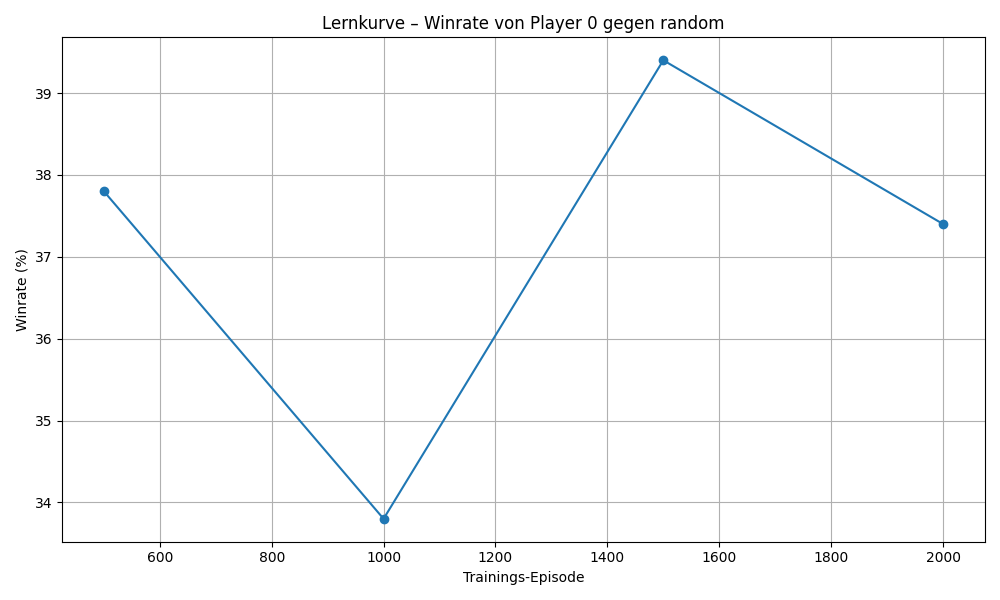 Lernkurve – Winrate von Player 0 gegen random
Winrate (%)
39
38
37
36
35
34
600 800 1000 1200 1400 1600 1800 2000
Trainings-Episode